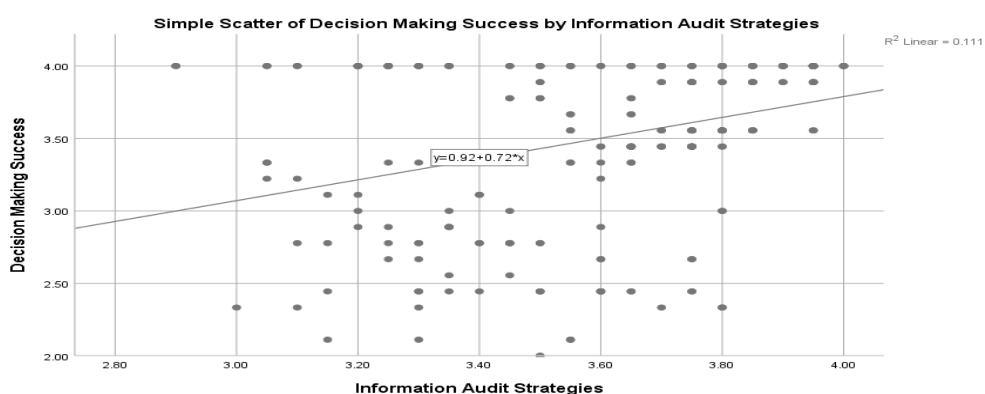 Simple Scatter of Decision Making Success by Information Audit Strategies
R2 Linear = 0.111
4.00
3.50
y=0.92+0.72*x
3.00
Decision Making Success
2.50
2.00
2.80 3.00 3.20 3.40 3.60 3.80 4.00
Information Audit Strategies